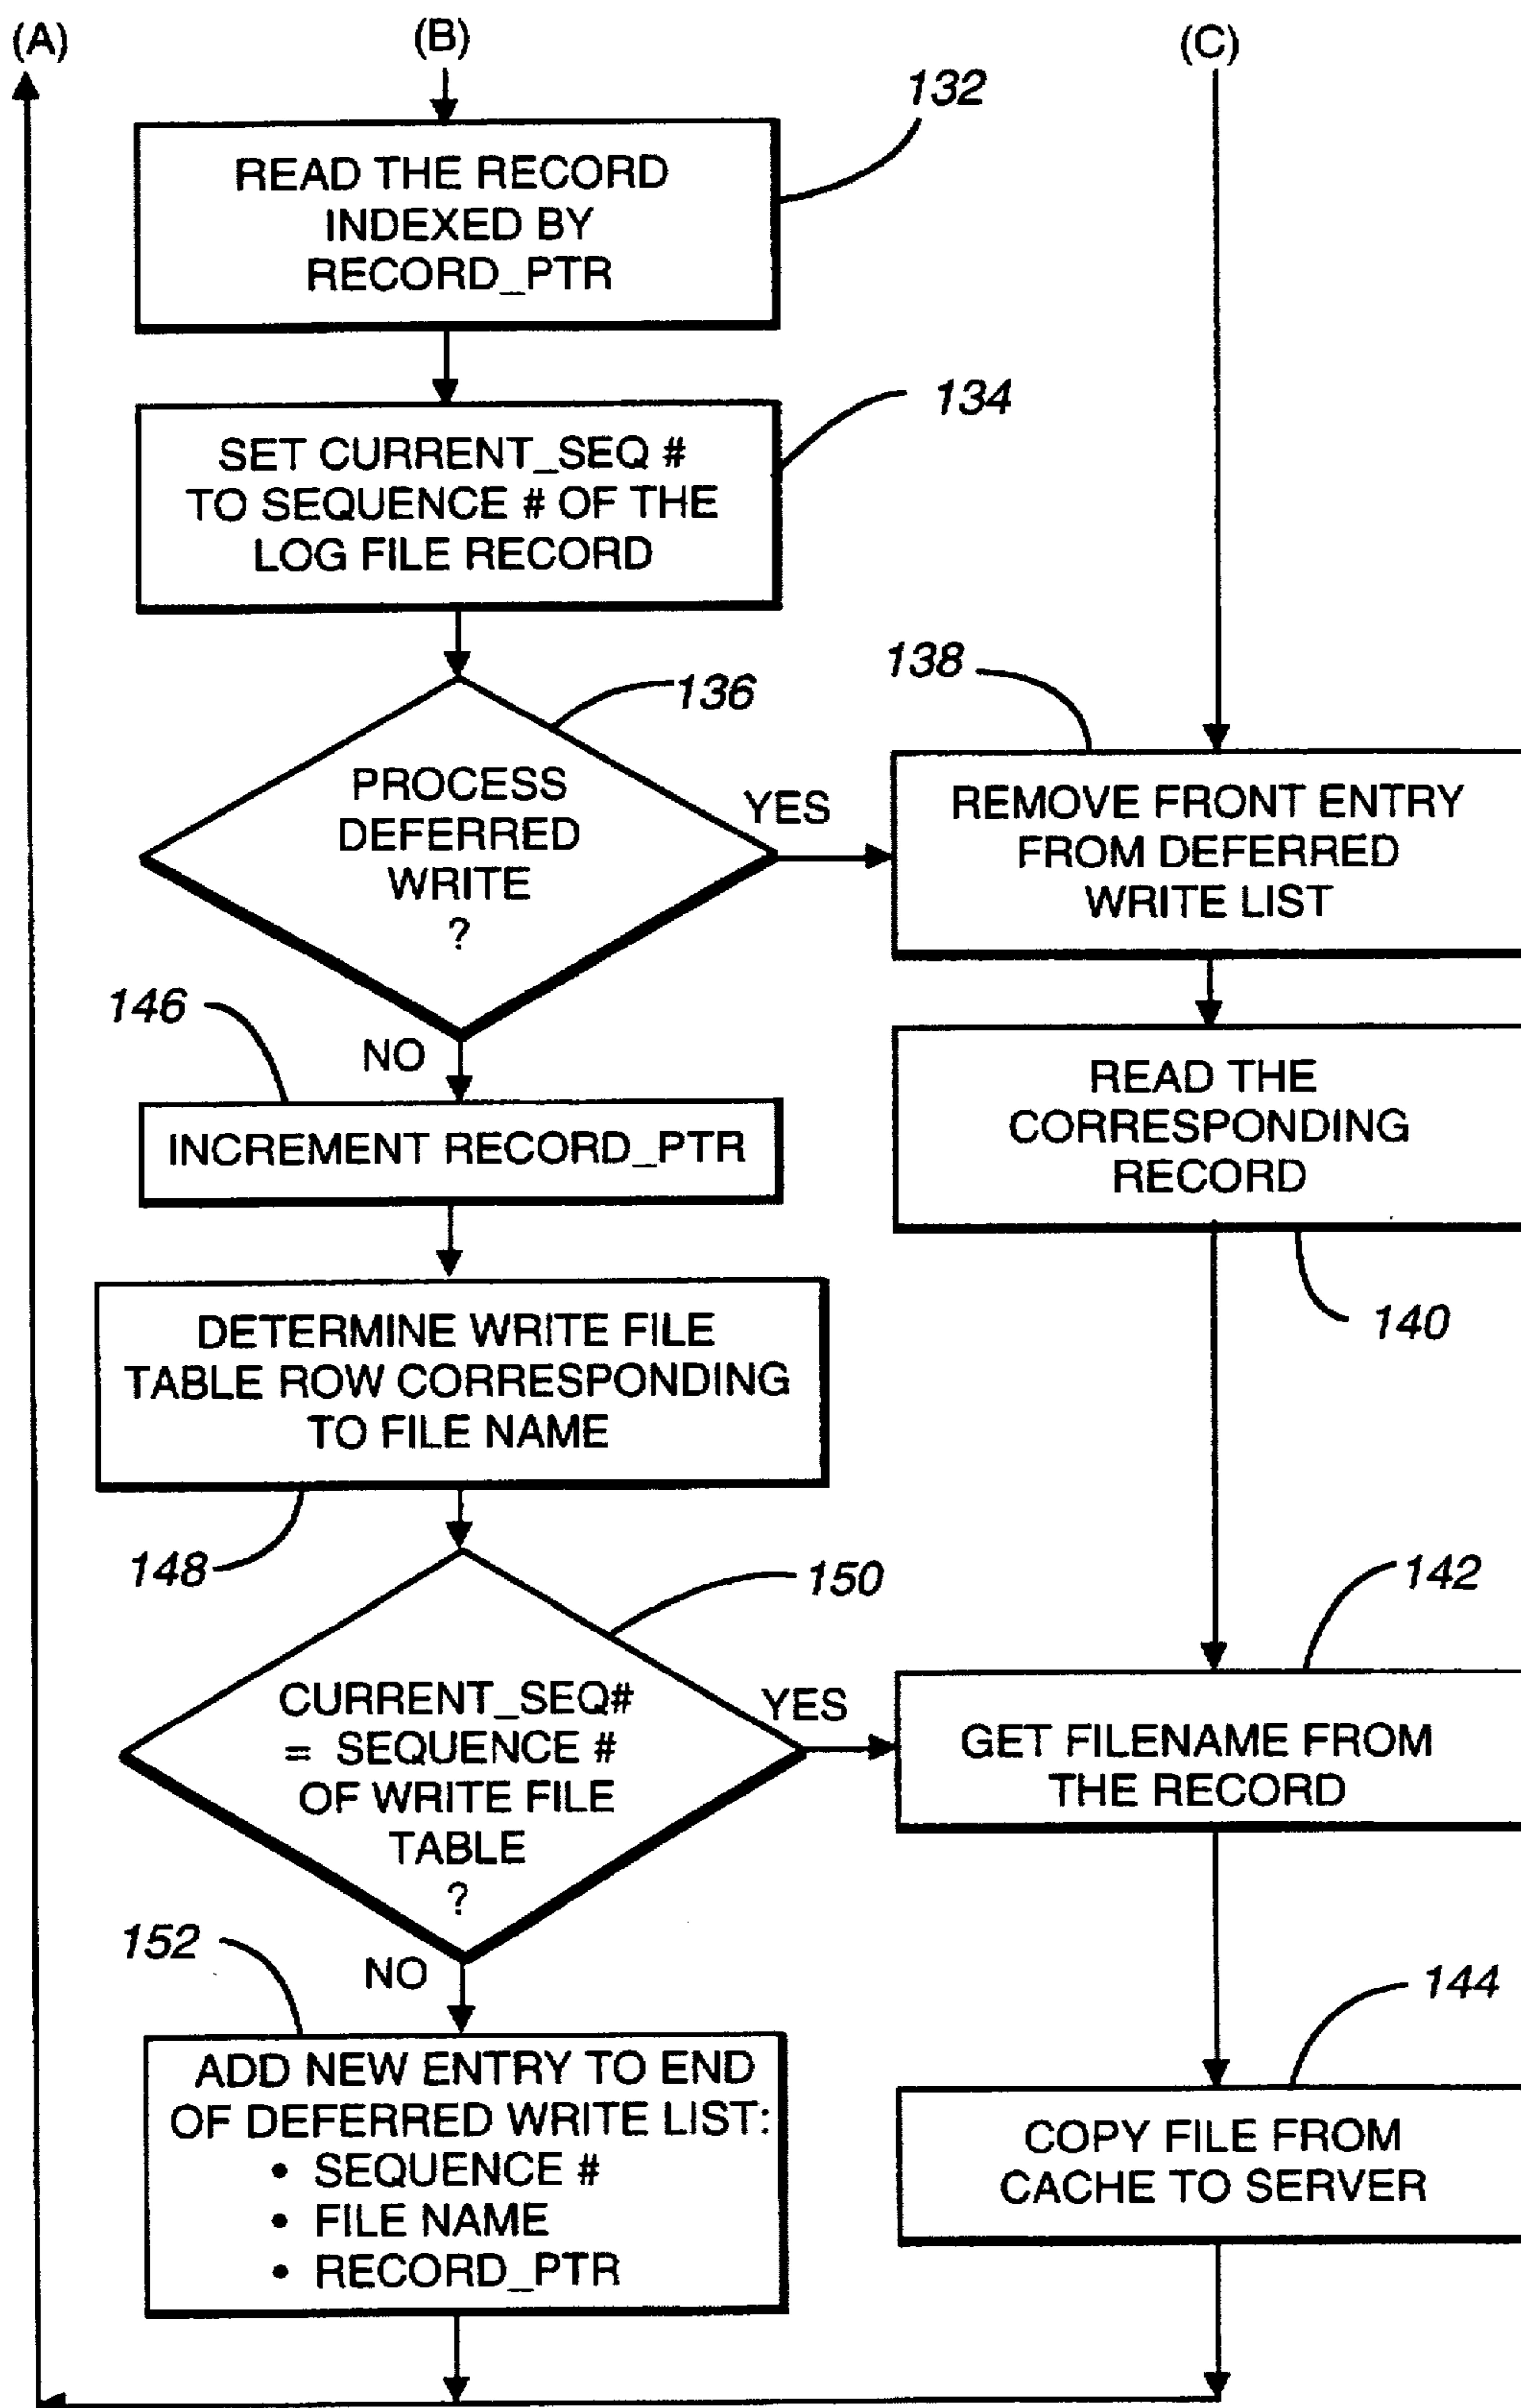 (A)
(B)
(C)
132
READ THE RECORD
INDEXED BY
RECORD_PTR
134
SET CURRENT_SEQ #
TO SEQUENCE # OF THE
LOG FILE RECORD
136
PROCESS
DEFERRED
WRITE
?
YES
NO
138
REMOVE FRONT ENTRY
FROM DEFERRED
WRITE LIST
146
INCREMENT RECORD_PTR
READ THE
CORRESPONDING
RECORD
140
DETERMINE WRITE FILE
TABLE ROW CORRESPONDING
TO FILE NAME
148
150
CURRENT_SEQ#
= SEQUENCE #
OF WRITE FILE
TABLE
?
YES
NO
142
GET FILENAME FROM
THE RECORD
152
ADD NEW ENTRY TO END
OF DEFERRED WRITE LIST:
• SEQUENCE #
• FILE NAME
• RECORD_PTR
144
COPY FILE FROM
CACHE TO SERVER